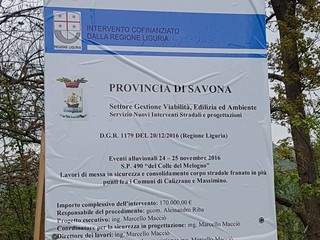 INTERVENTO COFINANZIATO
DALLA REGIONE LIGURIA
REGIONE LIGURIA
PROVINCIA DI SAVONA
Settore Gestione Viabilità, Edilizia ed Ambiente
Servizio Nuovi Interventi Stradali e progettazioni
D.G.R. 1179 DEL 20/12/2016 (Regione Liguria)
Eventi alluvionali 24 – 25 novembre 2016
S.P. 490 "del Colle del Melogno"
Lavori di messa in sicurezza e consolidamento corpo stradale franato in più
punti fra i Comuni di Calizzano e Massimino.
Importo complessivo dell'intervento: 170.000,00 €
Responsabile del procedimento: geom. Alessandro Riba
Progetto esecutivo: ing. Marcello Macciò
Coordinatore per la sicurezza in progettazione: ing. Marcello Macciò
Direttore dei lavori: ing. Marcello Macciò